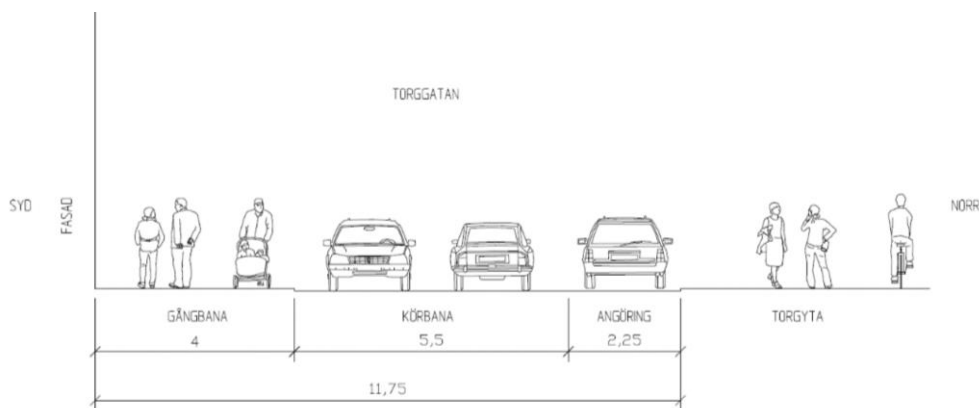 TORGGATAN
SYD
FASAD
NORR
GÅNGBANA
KÖRBANA
ANGÖRING
TORGYTA
4
5,5
2,25
11,75